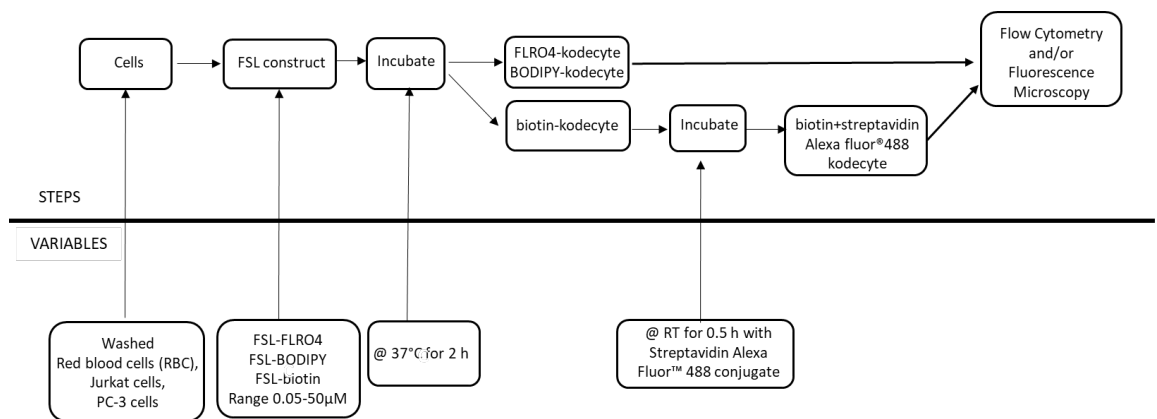 Cells
FSL construct
Incubate
FLRO4-kodecyte
BODIPY-kodecyte
Flow Cytometry
and/or
Fluorescence
Microscopy
biotin-kodecyte
Incubate
biotin+streptavidin
Alexa fluor®488
kodecyte
STEPS
VARIABLES
Washed
Red blood cells (RBC),
Jurkat cells,
PC-3 cells
FSL-FLRO4
FSL-BODIPY
FSL-biotin
Range 0.05-50µM
@ 37°C for 2 h
@ RT for 0.5 h with
Streptavidin Alexa
Fluor™ 488 conjugate